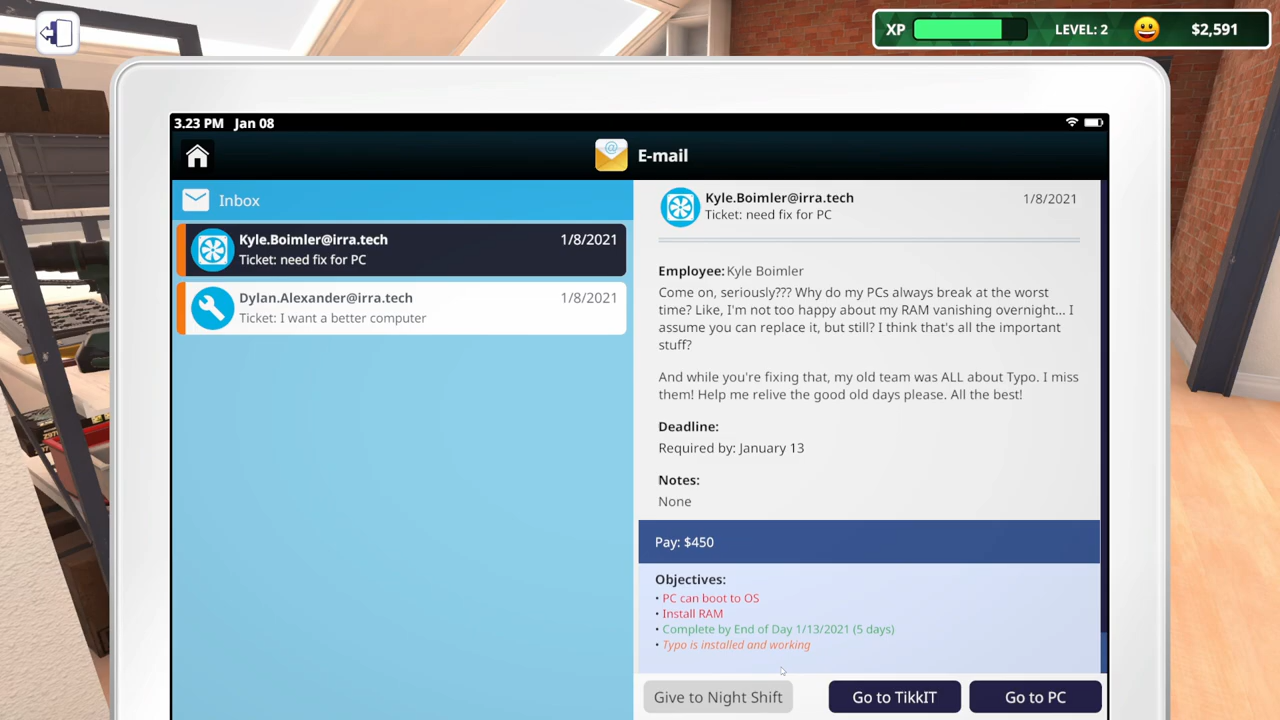 XP
LEVEL: 2
$2,591
3.23 PM Jan 08
E-mail
Inbox
Kyle.Boimler@irra.tech 1/8/2021
Ticket: need fix for PC
Dylan.Alexander@irra.tech 1/8/2021
Ticket: I want a better computer
Kyle.Boimler@irra.tech 1/8/2021
Ticket: need fix for PC
Employee: Kyle Boimler
Come on, seriously??? Why do my PCs always break at the worst
time? Like, I'm not too happy about my RAM vanishing overnight... I
assume you can replace it, but still? I think that's all the important
stuff?
And while you're fixing that, my old team was ALL about Typo. I miss
them! Help me relive the good old days please. All the best!
Deadline:
Required by: January 13
Notes:
None
Pay: $450
Objectives:
• PC can boot to OS
• Install RAM
• Complete by End of Day 1/13/2021 (5 days)
• Typo is installed and working
Give to Night Shift
Go to TikkIT
Go to PC